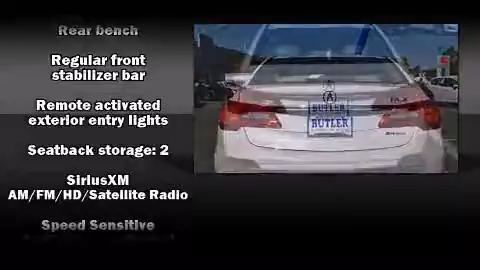 Rear bench
Regular front
stabilizer bar
Remote activated
exterior entry lights
Seatback storage: 2
SiriusXM
AM/FM/HD/Satellite Radio
Speed Sensitive
BUTLER
BUTLER